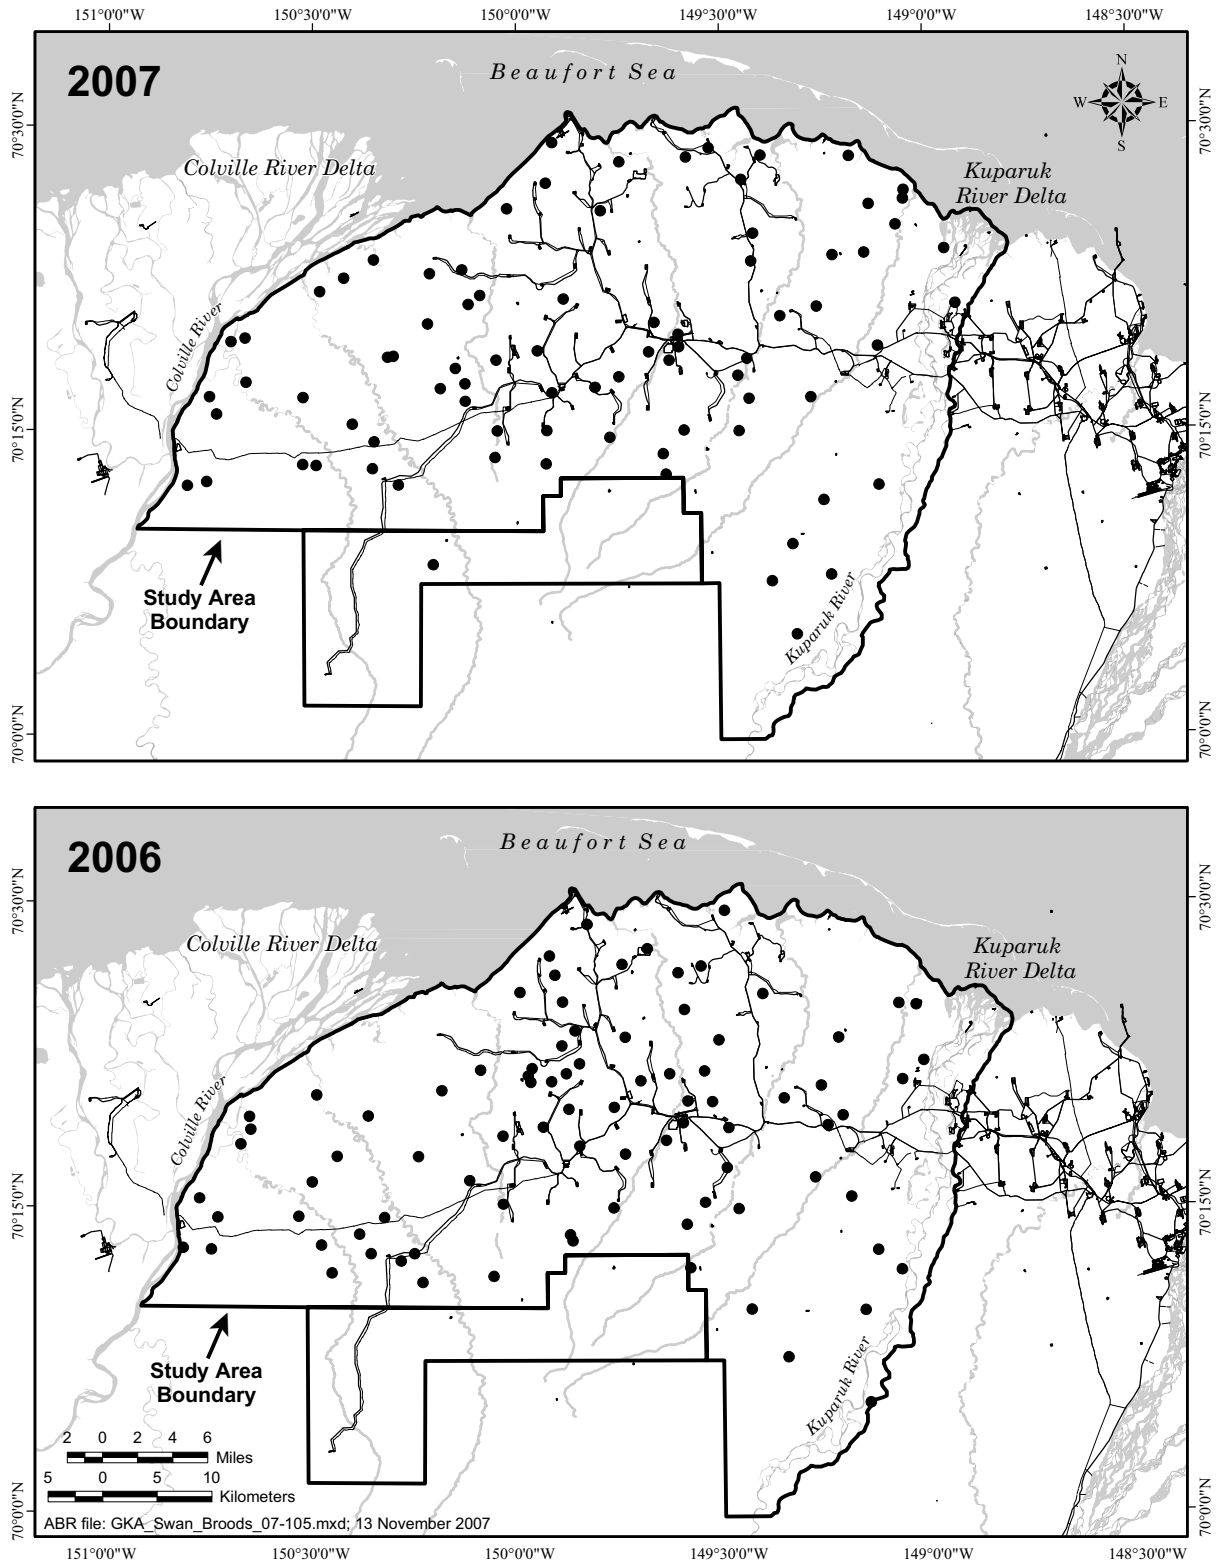 151°0'0"W 150°30'0"W 150°0'0"W 149°30'0"W 149°0'0"W 148°30'0"W
2007
Beaufort Sea
N
W E
S
70°30'0"N
70°30'0"N
Colville River Delta
Kuparuk
River Delta
Colville River
70°15'0"N
70°15'0"N
Study Area
Boundary
Kuparuk River
70°0'0"N
70°0'0"N
2006
Beaufort Sea
70°30'0"N
70°30'0"N
Colville River Delta
Kuparuk
River Delta
Colville River
70°15'0"N
70°15'0"N
Study Area
Boundary
Kuparuk River
2 0 2 4 6
Miles
5 0 5 10
Kilometers
70°0'0"N
70°0'0"N
ABR file: GKA_Swan_Broods_07-105.mxd; 13 November 2007
151°0'0"W 150°30'0"W 150°0'0"W 149°30'0"W 149°0'0"W 148°30'0"W